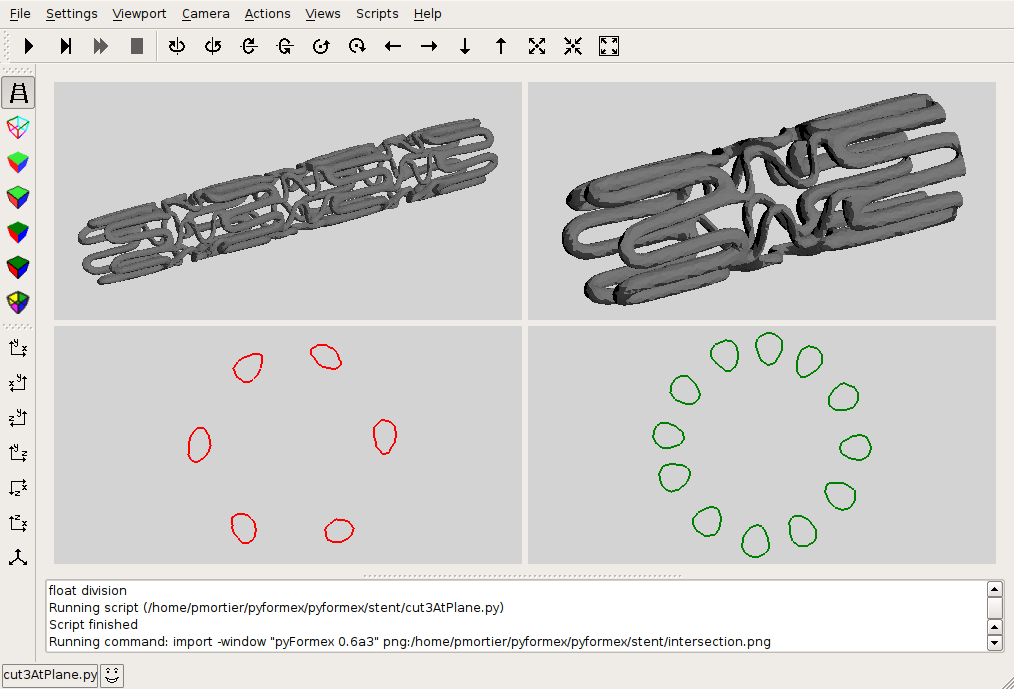 File Settings Viewport Camera Actions Views Scripts Help
y x
x y
z y
y z
z x
z x
float division
Running script (/home/pmortier/pyformex/pyformex/stent/cut3AtPlane.py)
Script finished
Running command: import -window "pyFormex 0.6a3" png:/home/pmortier/pyformex/pyformex/stent/intersection.png
cut3AtPlane.py